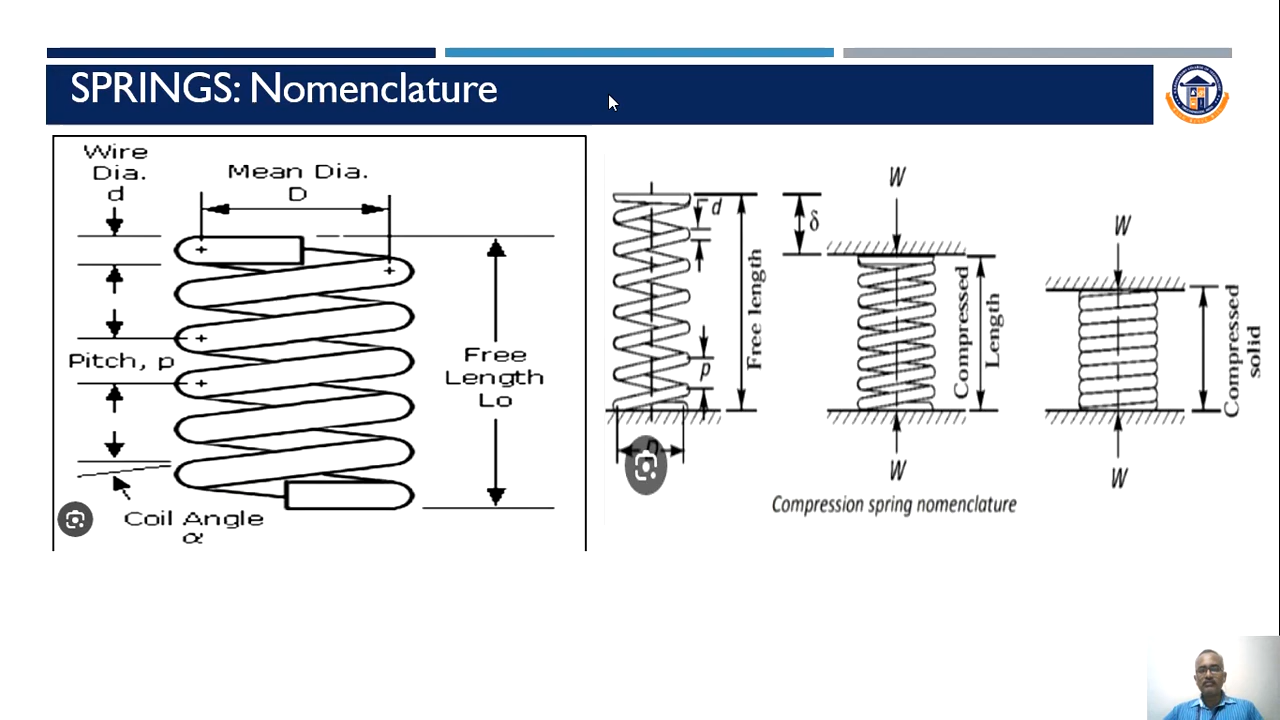 SPRINGS: Nomenclature
Wire
Dia.
d
Mean Dia.
D
Pitch, p
Free
Length
Lo
Coil Angle
α
d
Free length
p
D
δ
W
Compressed
Length
W
W
Compressed
solid
W
Compression spring nomenclature